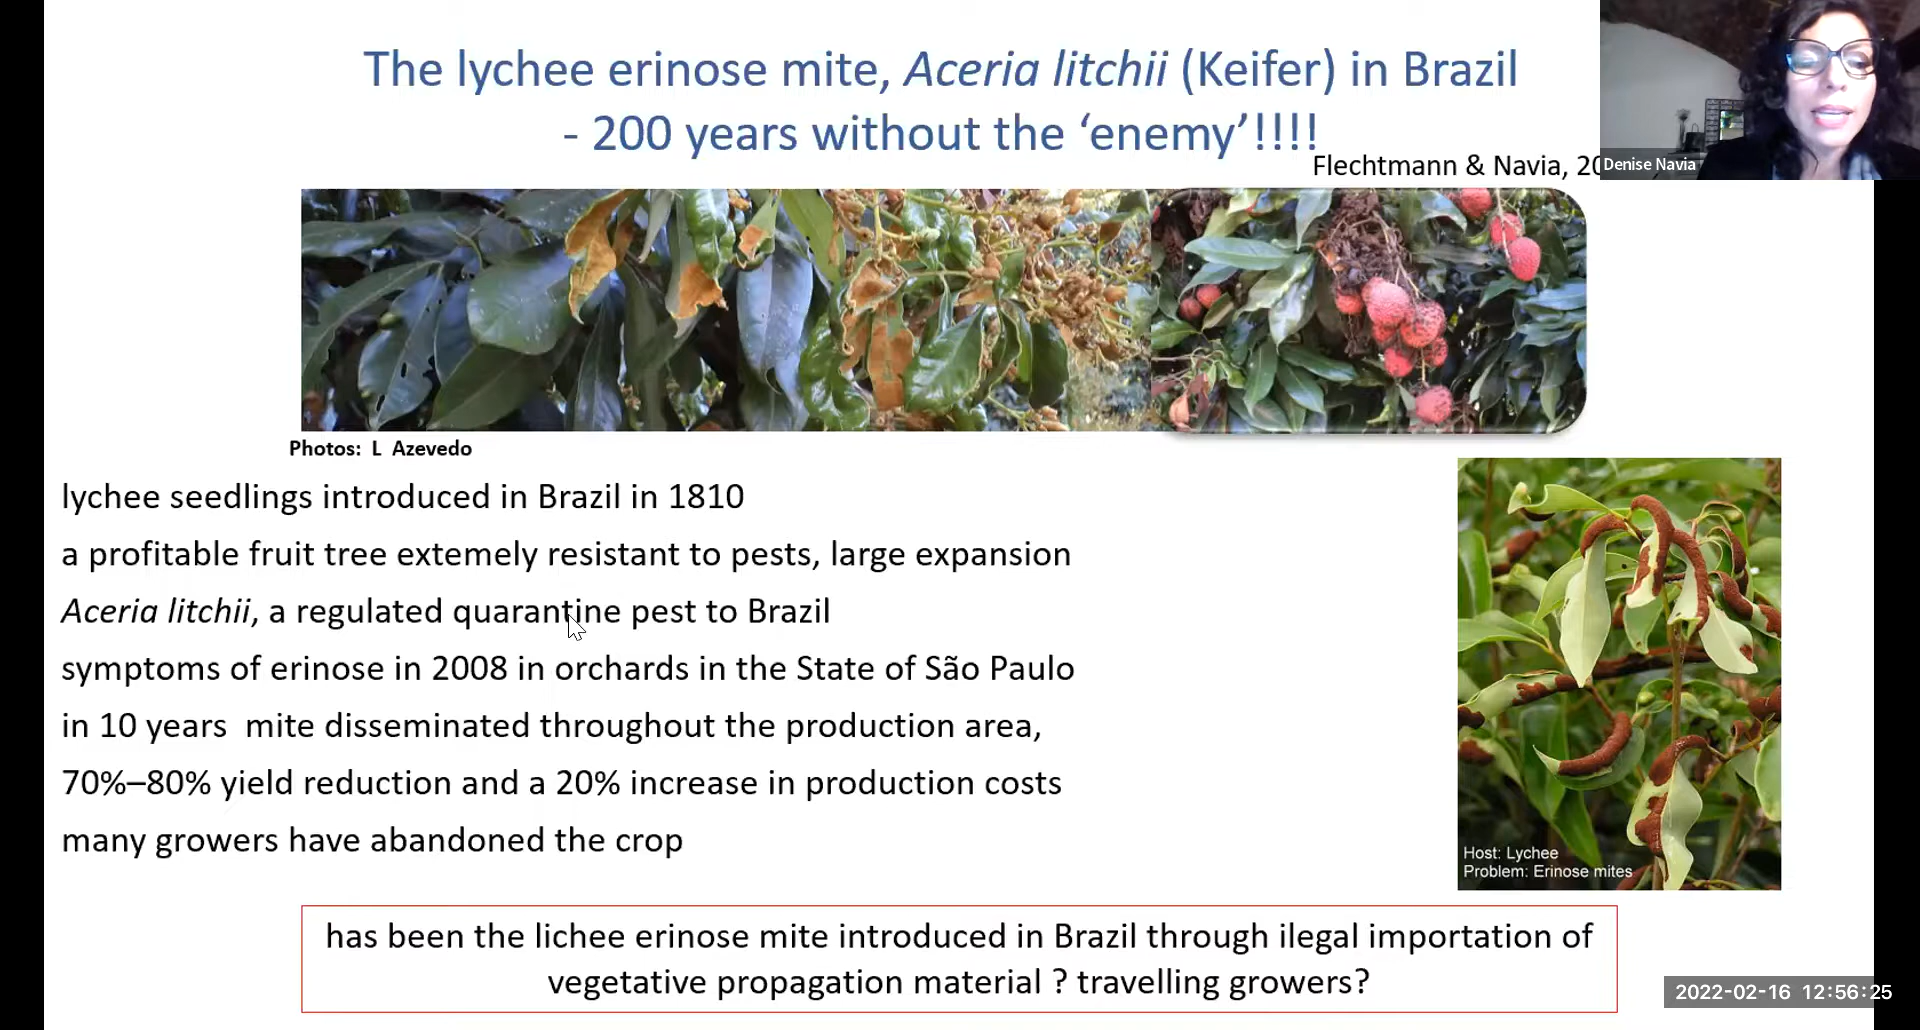 The lychee erinose mite, Aceria litchii (Keifer) in Brazil
- 200 years without the ‘enemy’!!!!
Flechtmann & Navia, 20
Denise Navia
Photos: L Azevedo
lychee seedlings introduced in Brazil in 1810
a profitable fruit tree extemely resistant to pests, large expansion
Aceria litchii, a regulated quarantine pest to Brazil
symptoms of erinose in 2008 in orchards in the State of São Paulo
in 10 years mite disseminated throughout the production area,
70%–80% yield reduction and a 20% increase in production costs
many growers have abandoned the crop
Host: Lychee
Problem: Erinose mites
has been the lichee erinose mite introduced in Brazil through ilegal importation of
vegetative propagation material ? travelling growers?
2022-02-16 12:56:25